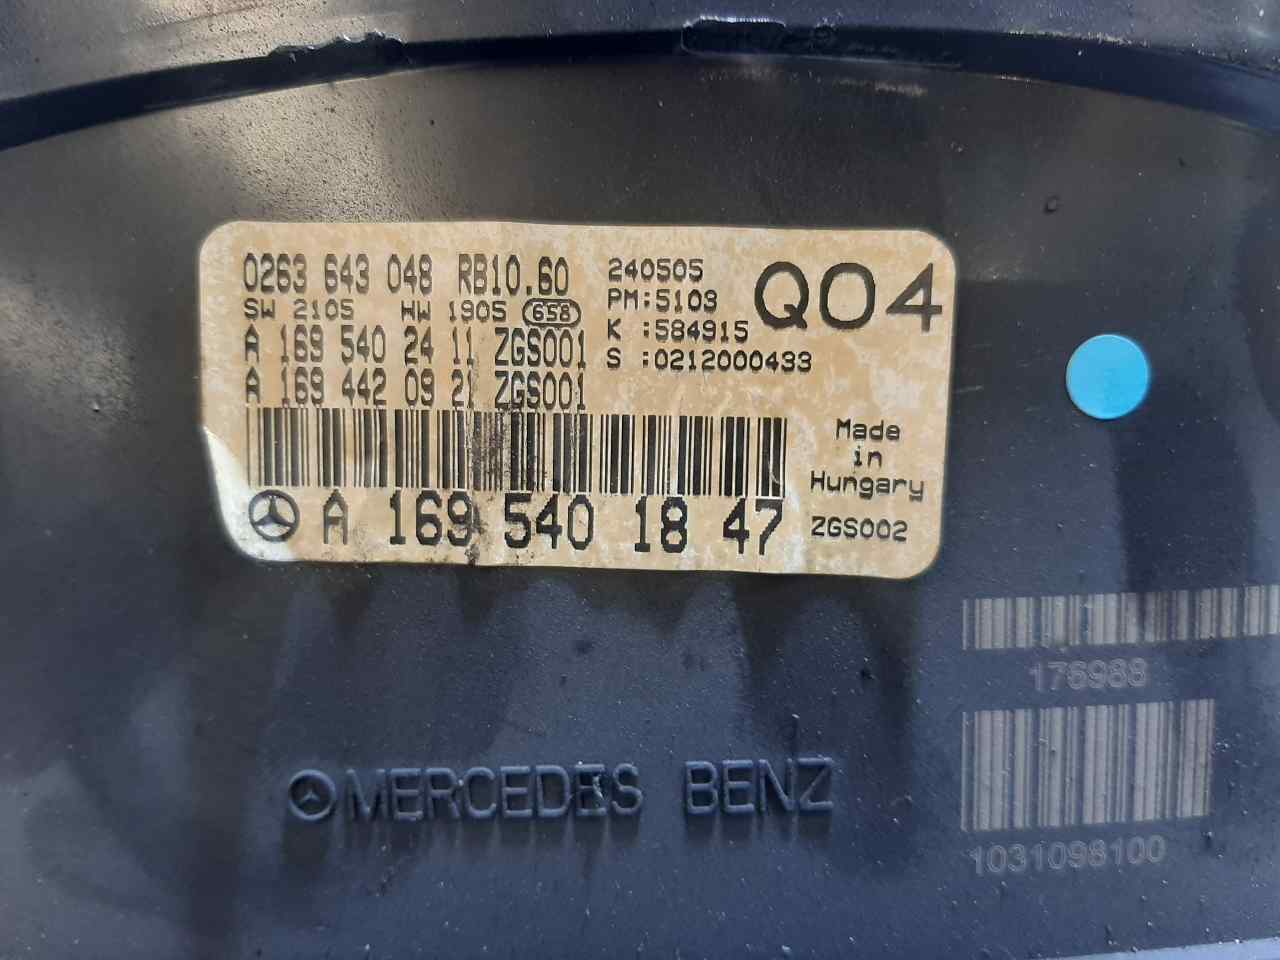 0263 643 048 RB10.60
SW 2105 HW 1905 658
A 169 540 24 11 ZGS001
A 169 442 09 21 ZGS001
240505
PM:5103
K :584915
S :0212000433
Q04
Made
in
Hungary
A 169 540 18 47
ZGS002
176988
MERCEDES BENZ
1031098100